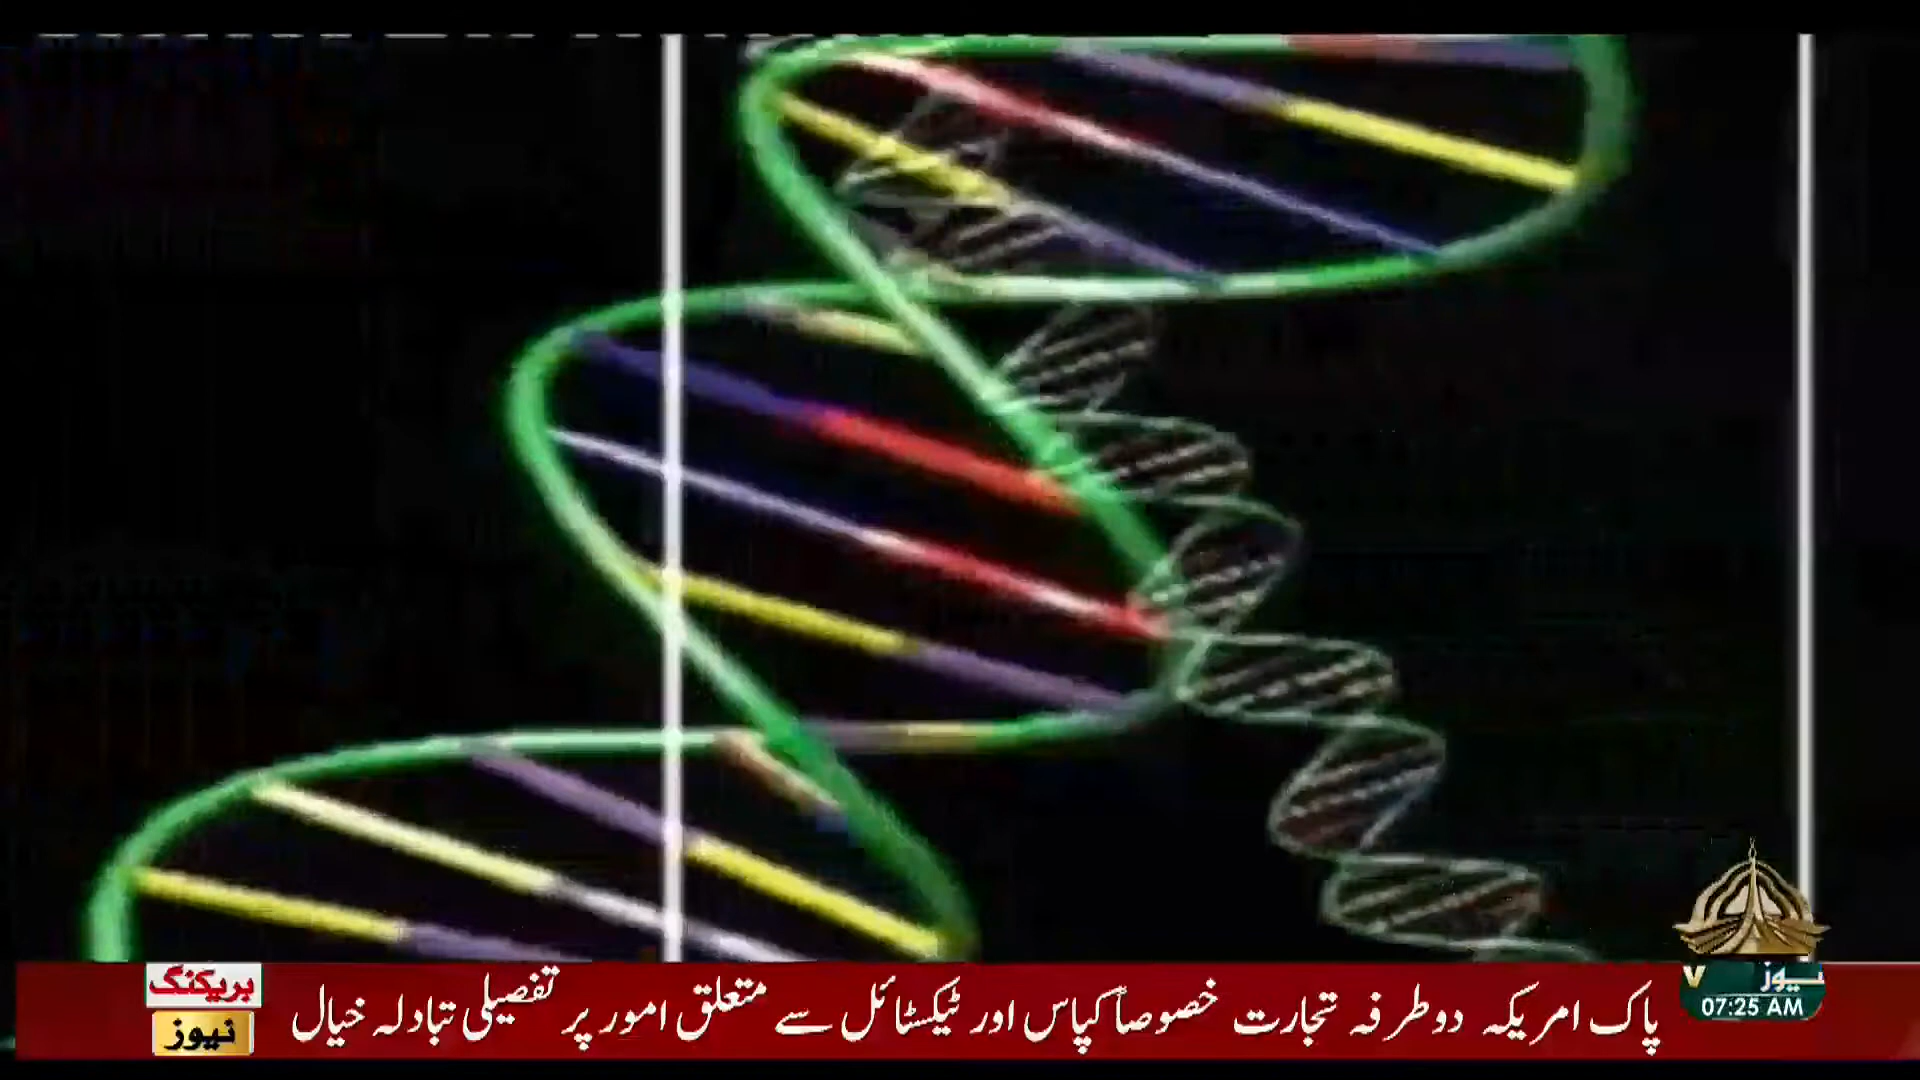 نیوز
07:25 AM
بریکنگ
نیوز
پاک امریکہ دوطرفہ تجارت خصوصاً کپاس اور ٹیکسٹائل سے متعلق امور پر تفصیلی تبادلہ خیال